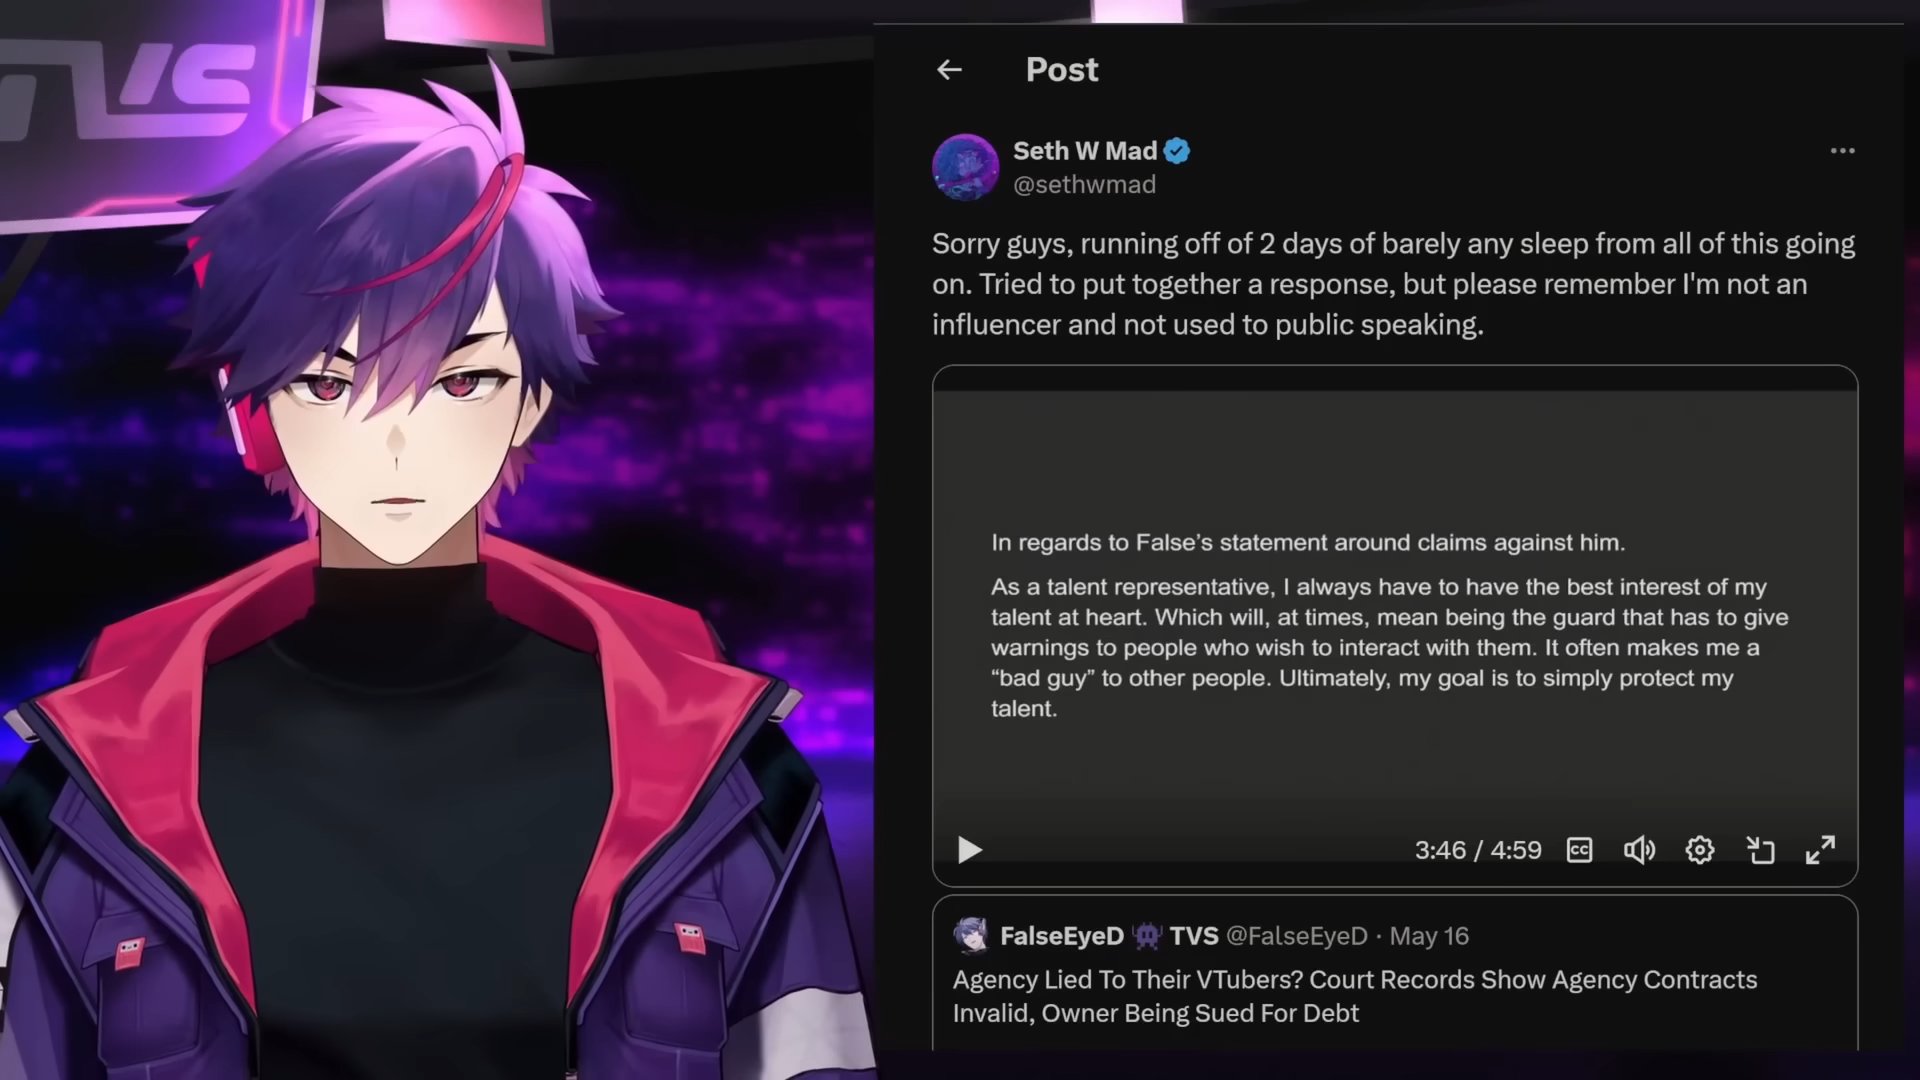 TVS
Post
Seth W Mad
@sethwmad
Sorry guys, running off of 2 days of barely any sleep from all of this going
on. Tried to put together a response, but please remember I'm not an
influencer and not used to public speaking.
In regards to False’s statement around claims against him.
As a talent representative, I always have to have the best interest of my
talent at heart. Which will, at times, mean being the guard that has to give
warnings to people who wish to interact with them. It often makes me a
“bad guy” to other people. Ultimately, my goal is to simply protect my
talent.
3:46 / 4:59 CC
FalseEyeD TVS @FalseEyeD · May 16
Agency Lied To Their VTubers? Court Records Show Agency Contracts
Invalid, Owner Being Sued For Debt